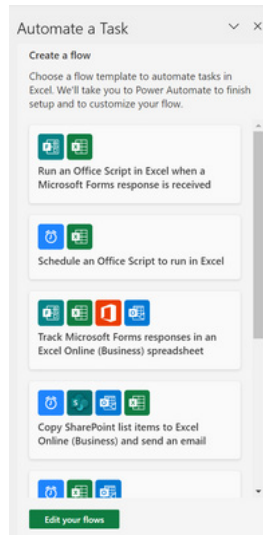 Automate a Task
Create a flow
Choose a flow template to automate tasks in
Excel. We'll take you to Power Automate to finish
setup and to customize your flow.
Run an Office Script in Excel when a
Microsoft Forms response is received
Schedule an Office Script to run in Excel
Track Microsoft Forms responses in an
Excel Online (Business) spreadsheet
Copy SharePoint list items to Excel
Online (Business) and send an email
Edit your flows